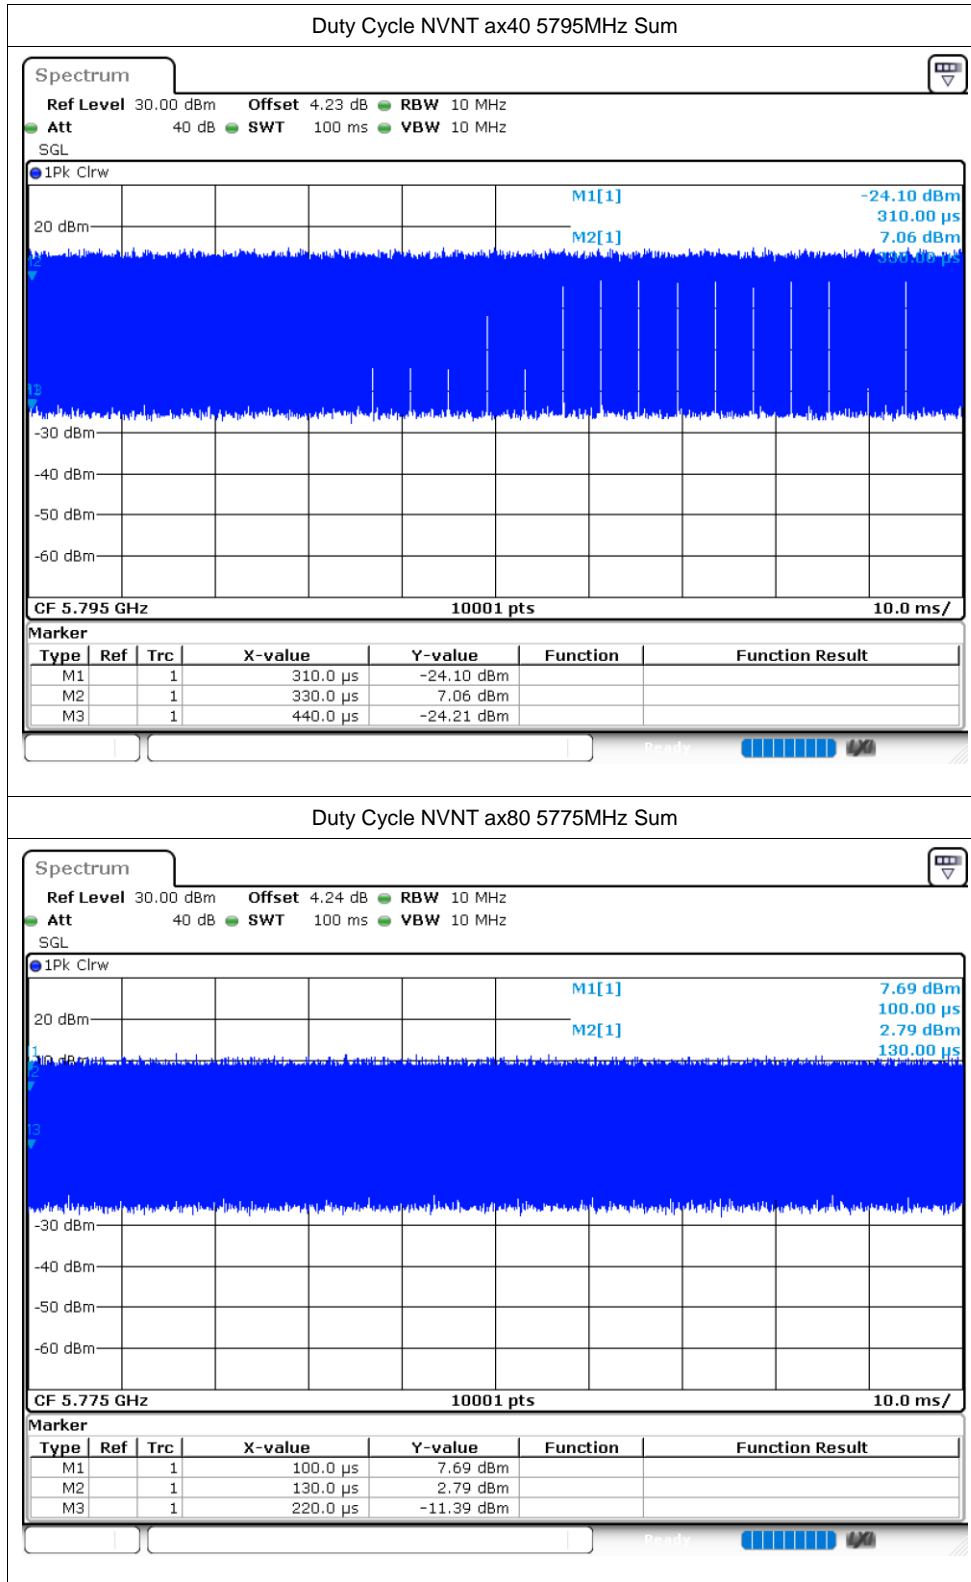 Duty Cycle NVNT ax40 5795MHz Sum
Spectrum
Ref Level 30.00 dBm Offset 4.23 dB RBW 10 MHz
Att 40 dB SWT 100 ms VBW 10 MHz
SGL
1Pk Clrw
M1[1] -24.10 dBm
310.00 µs
20 dBm
M2[1] 7.06 dBm
330.00 µs
-30 dBm
-40 dBm
-50 dBm
-60 dBm
CF 5.795 GHz 10001 pts 10.0 ms/
Marker
Type Ref Trc X-value Y-value Function Function Result
M1 1 310.0 µs -24.10 dBm
M2 1 330.0 µs 7.06 dBm
M3 1 440.0 µs -24.21 dBm
Ready LXI
Duty Cycle NVNT ax80 5775MHz Sum
Spectrum
Ref Level 30.00 dBm Offset 4.24 dB RBW 10 MHz
Att 40 dB SWT 100 ms VBW 10 MHz
SGL
1Pk Clrw
M1[1] 7.69 dBm
100.00 µs
20 dBm
M2[1] 2.79 dBm
130.00 µs
-30 dBm
-40 dBm
-50 dBm
-60 dBm
CF 5.775 GHz 10001 pts 10.0 ms/
Marker
Type Ref Trc X-value Y-value Function Function Result
M1 1 100.0 µs 7.69 dBm
M2 1 130.0 µs 2.79 dBm
M3 1 220.0 µs -11.39 dBm
Ready LXI